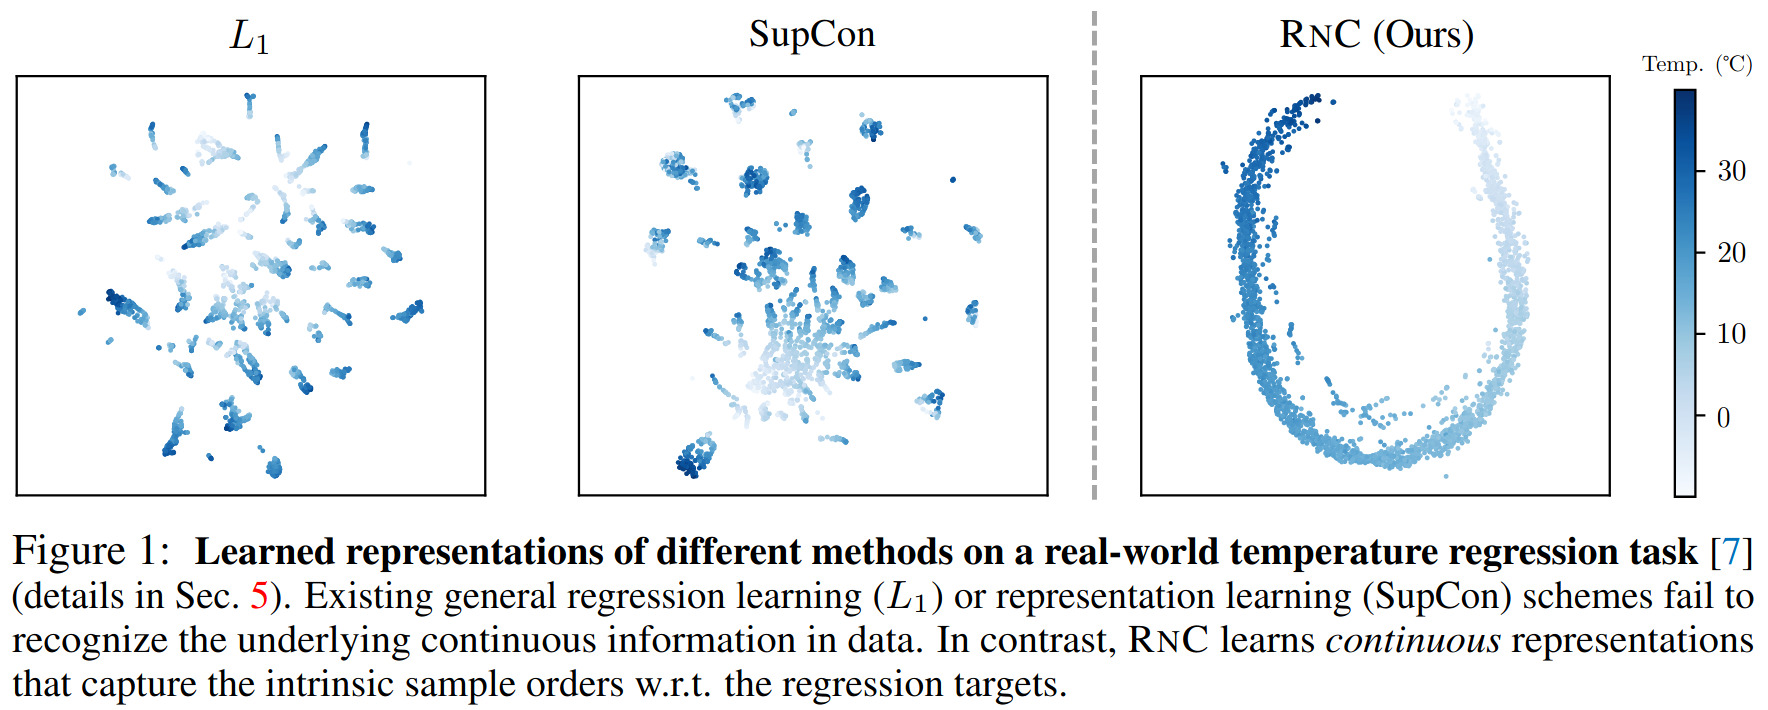 L1
SupCon
RNC (Ours)
Temp. (℃)
30
20
10
0
Figure 1: Learned representations of different methods on a real-world temperature regression task [7]
(details in Sec. 5). Existing general regression learning (L1) or representation learning (SupCon) schemes fail to
recognize the underlying continuous information in data. In contrast, RNC learns continuous representations
that capture the intrinsic sample orders w.r.t. the regression targets.